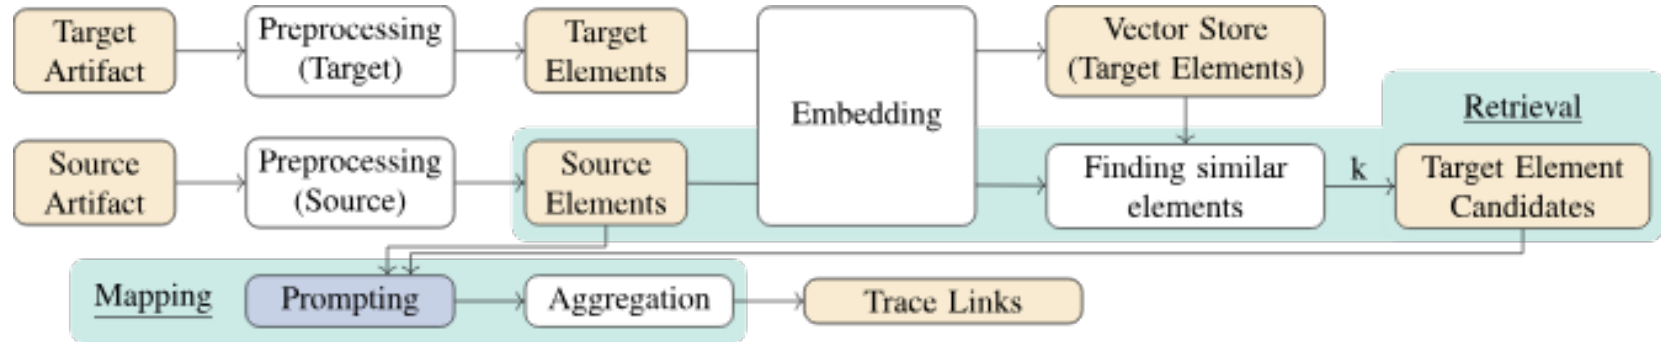 Target
Artifact
Preprocessing
(Target)
Target
Elements
Embedding
Vector Store
(Target Elements)
Retrieval
Source
Artifact
Preprocessing
(Source)
Source
Elements
Finding similar
elements
k
Target Element
Candidates
Mapping
Prompting
Aggregation
Trace Links